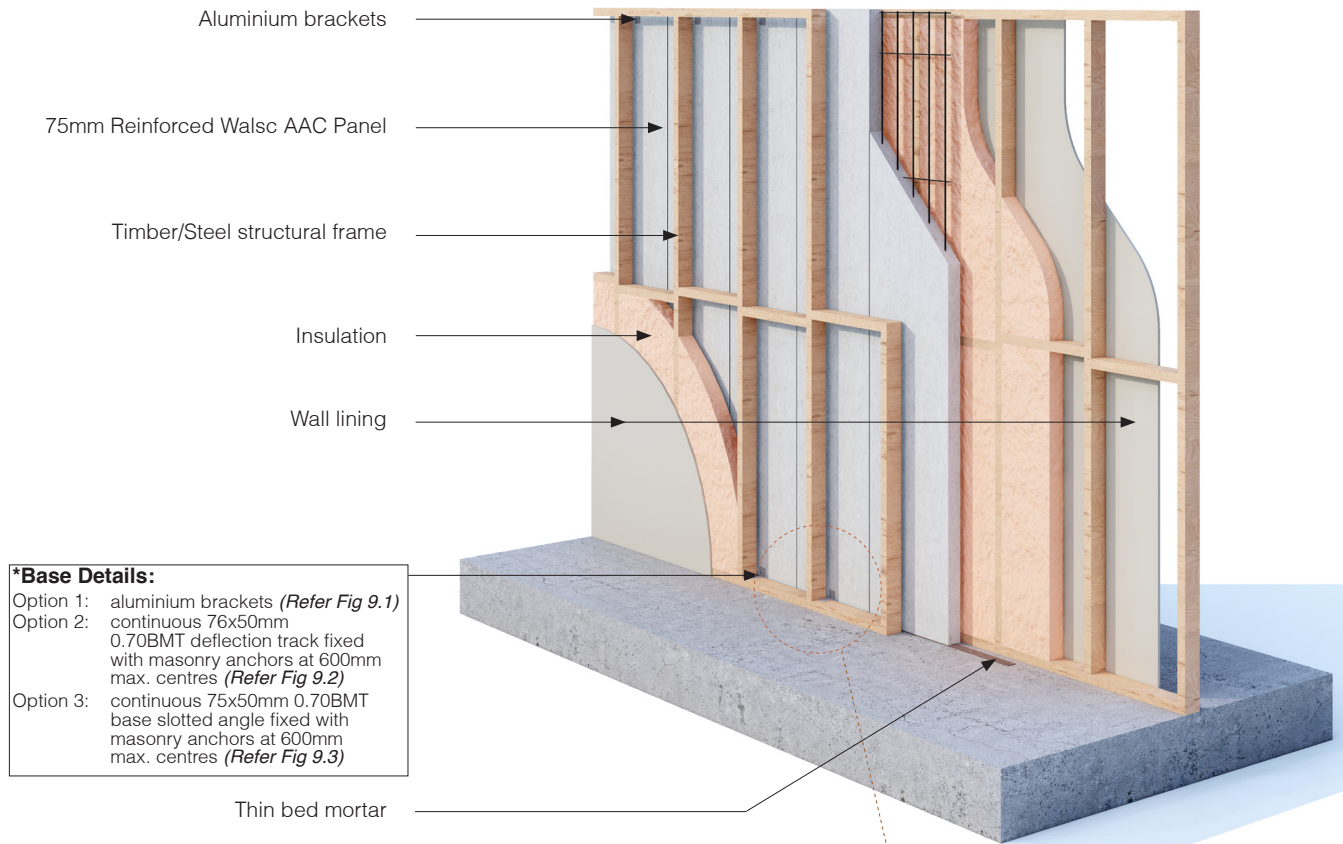 Aluminium brackets
75mm Reinforced Walsc AAC Panel
Timber/Steel structural frame
Insulation
Wall lining
*Base Details:
Option 1: aluminium brackets (Refer Fig 9.1)
Option 2: continuous 76x50mm
0.70BMT deflection track fixed
with masonry anchors at 600mm
max. centres (Refer Fig 9.2)
Option 3: continuous 75x50mm 0.70BMT
base slotted angle fixed with
masonry anchors at 600mm
max. centres (Refer Fig 9.3)
Thin bed mortar